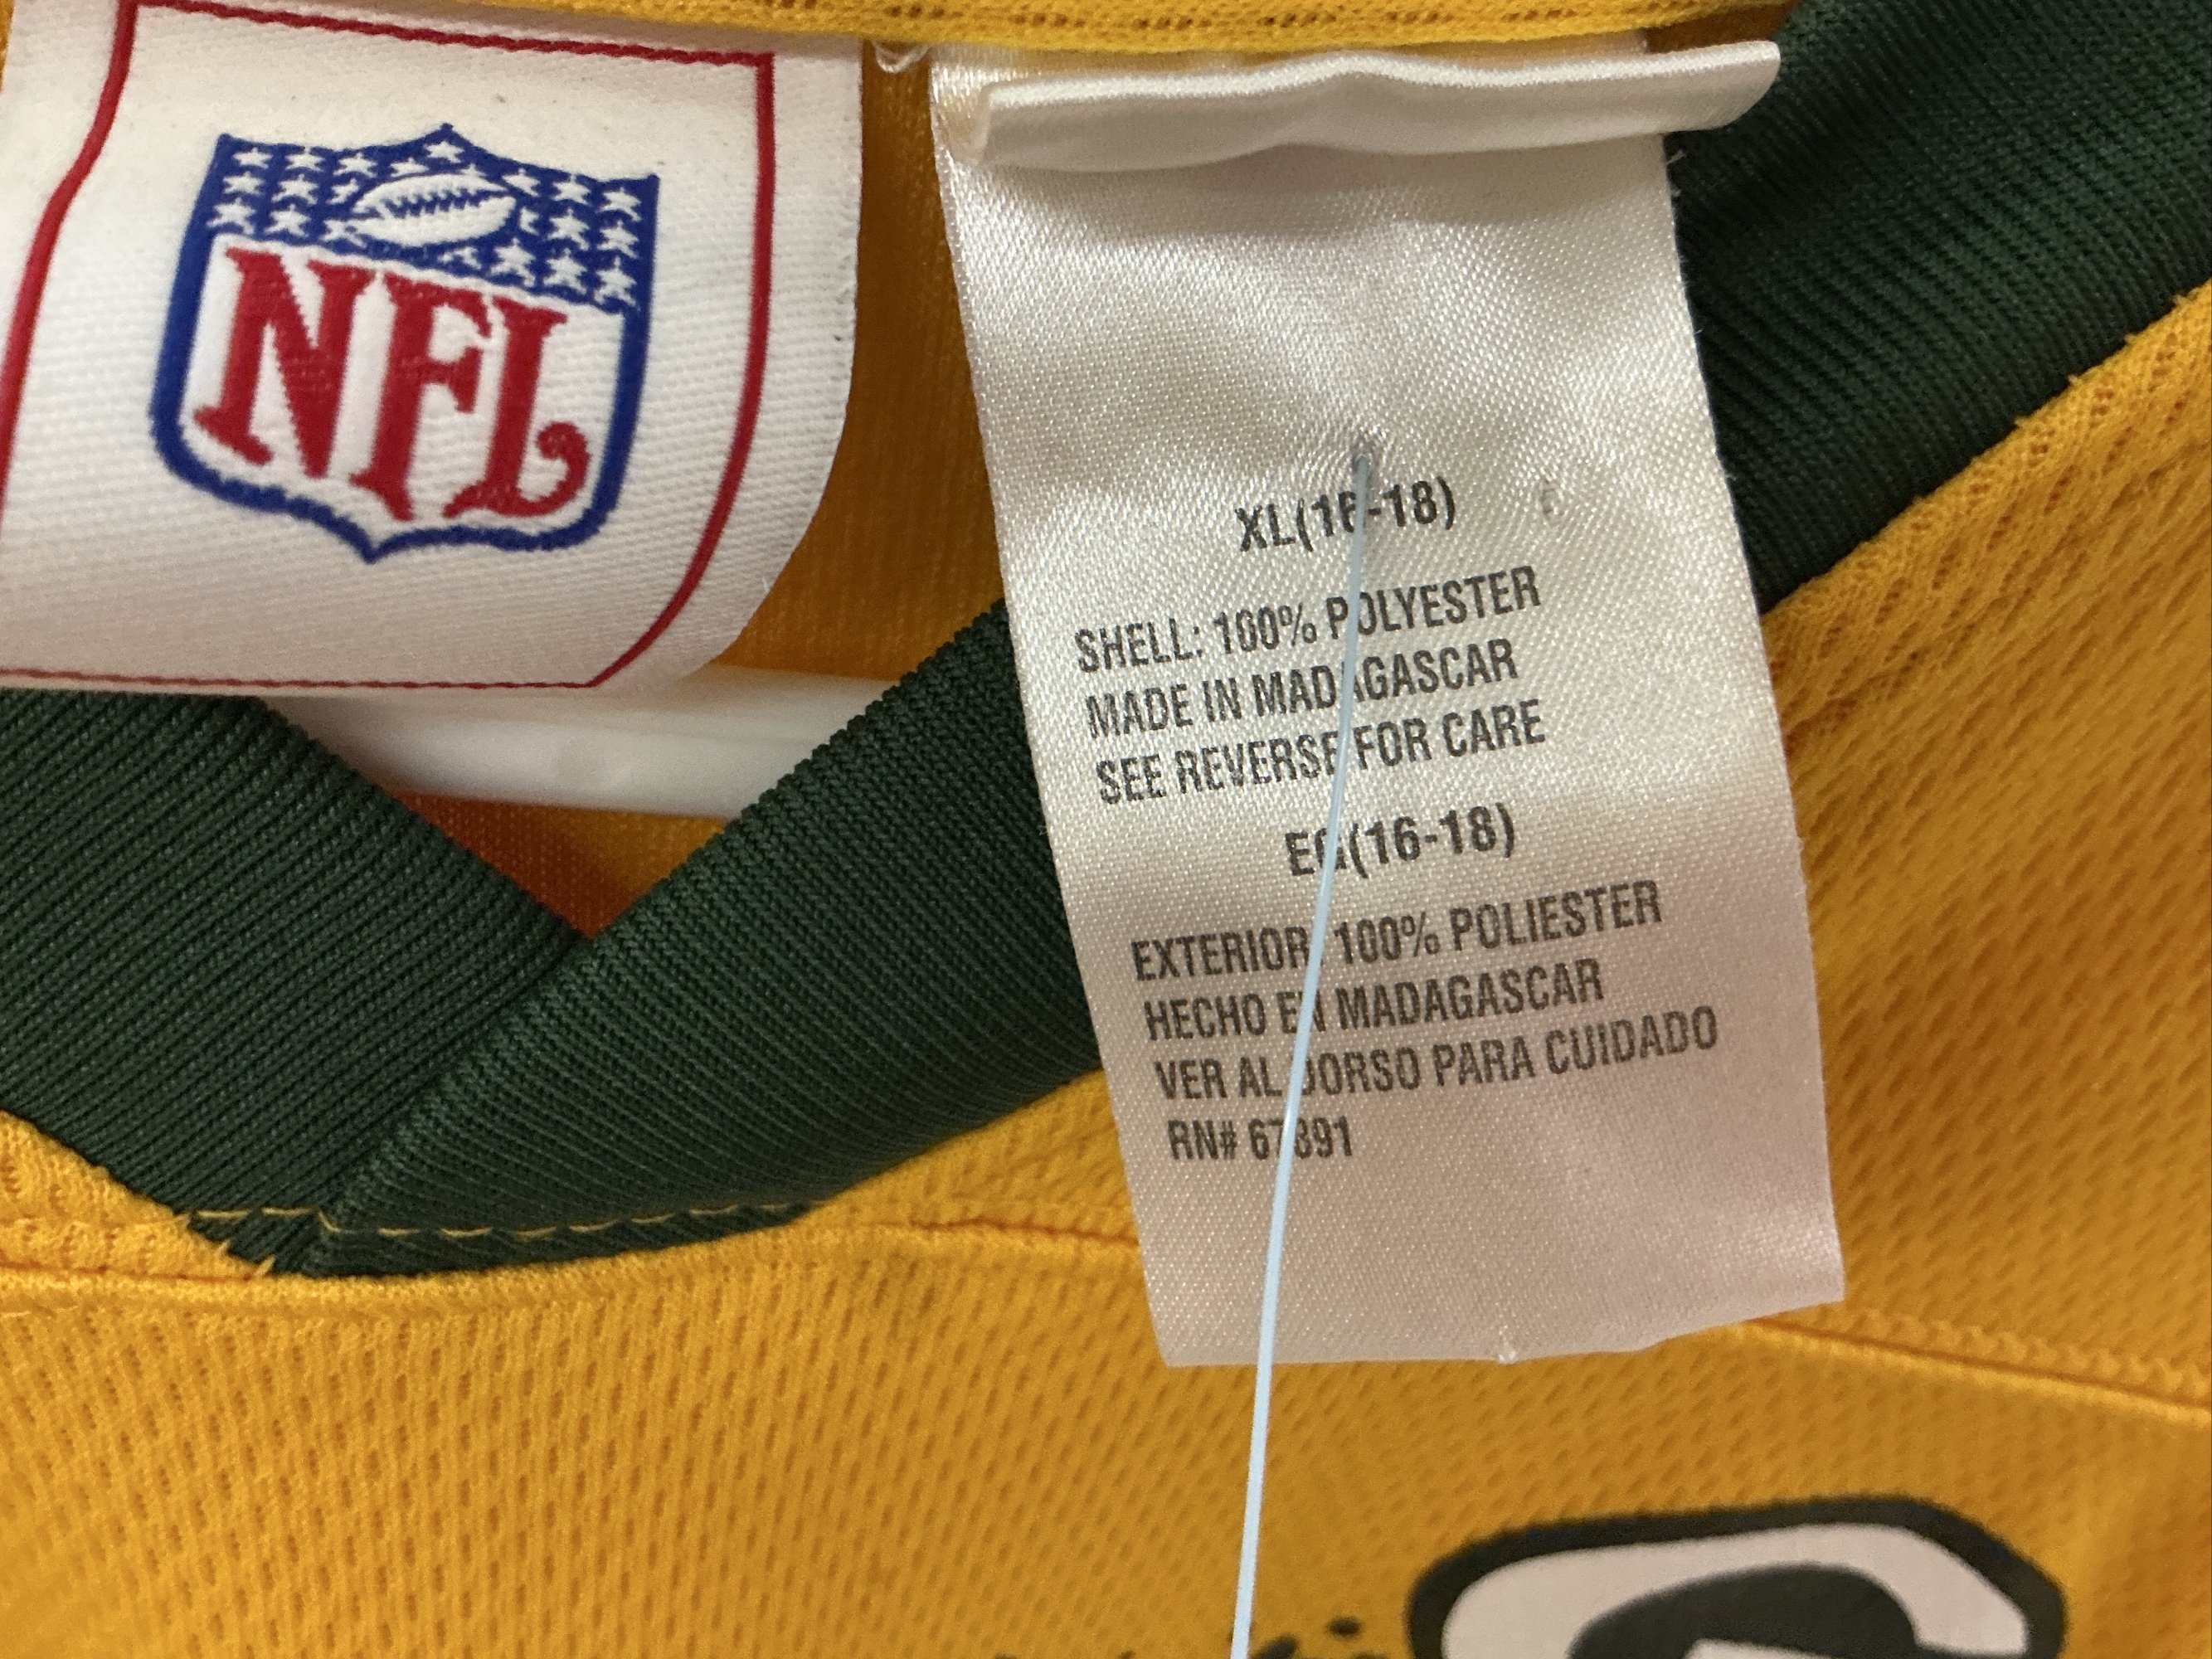 NFL
XL(16-18)
SHELL: 100% POLYESTER
MADE IN MADAGASCAR
SEE REVERSE FOR CARE
EG(16-18)
EXTERIOR: 100% POLIESTER
HECHO EN MADAGASCAR
VER AL DORSO PARA CUIDADO
RN#